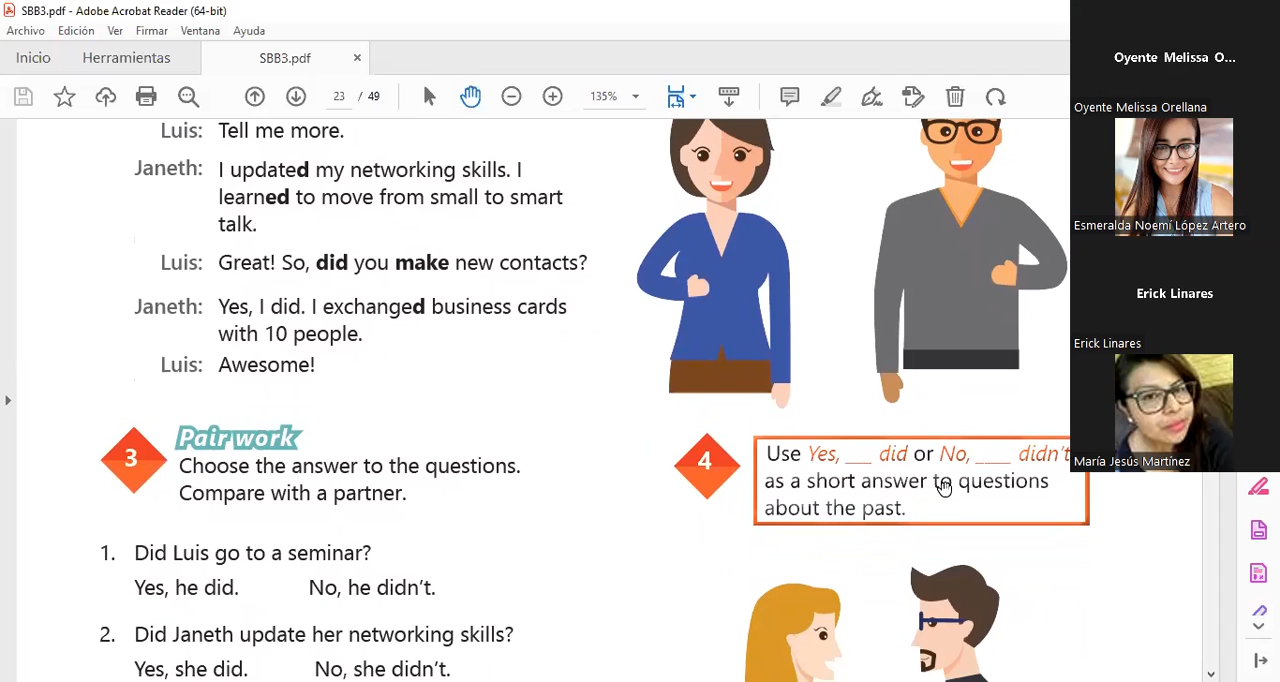 SBB3.pdf - Adobe Acrobat Reader (64-bit)
Archivo Edición Ver Firmar Ventana Ayuda
Inicio Herramientas SBB3.pdf ×
23 / 49 135%
Luis: Tell me more.
Janeth: I updated my networking skills. I
learned to move from small to smart
talk.
Luis: Great! So, did you make new contacts?
Janeth: Yes, I did. I exchanged business cards
with 10 people.
Luis: Awesome!
3 Pair work
Choose the answer to the questions.
Compare with a partner.
1. Did Luis go to a seminar?
Yes, he did. No, he didn't.
2. Did Janeth update her networking skills?
Yes, she did. No, she didn't.
4 Use Yes, __ did or No, ___ didn't
as a short answer to questions
about the past.
Oyente Melissa O...
Oyente Melissa Orellana
Esmeralda Noemí López Artero
Erick Linares
Erick Linares
María Jesús Martínez